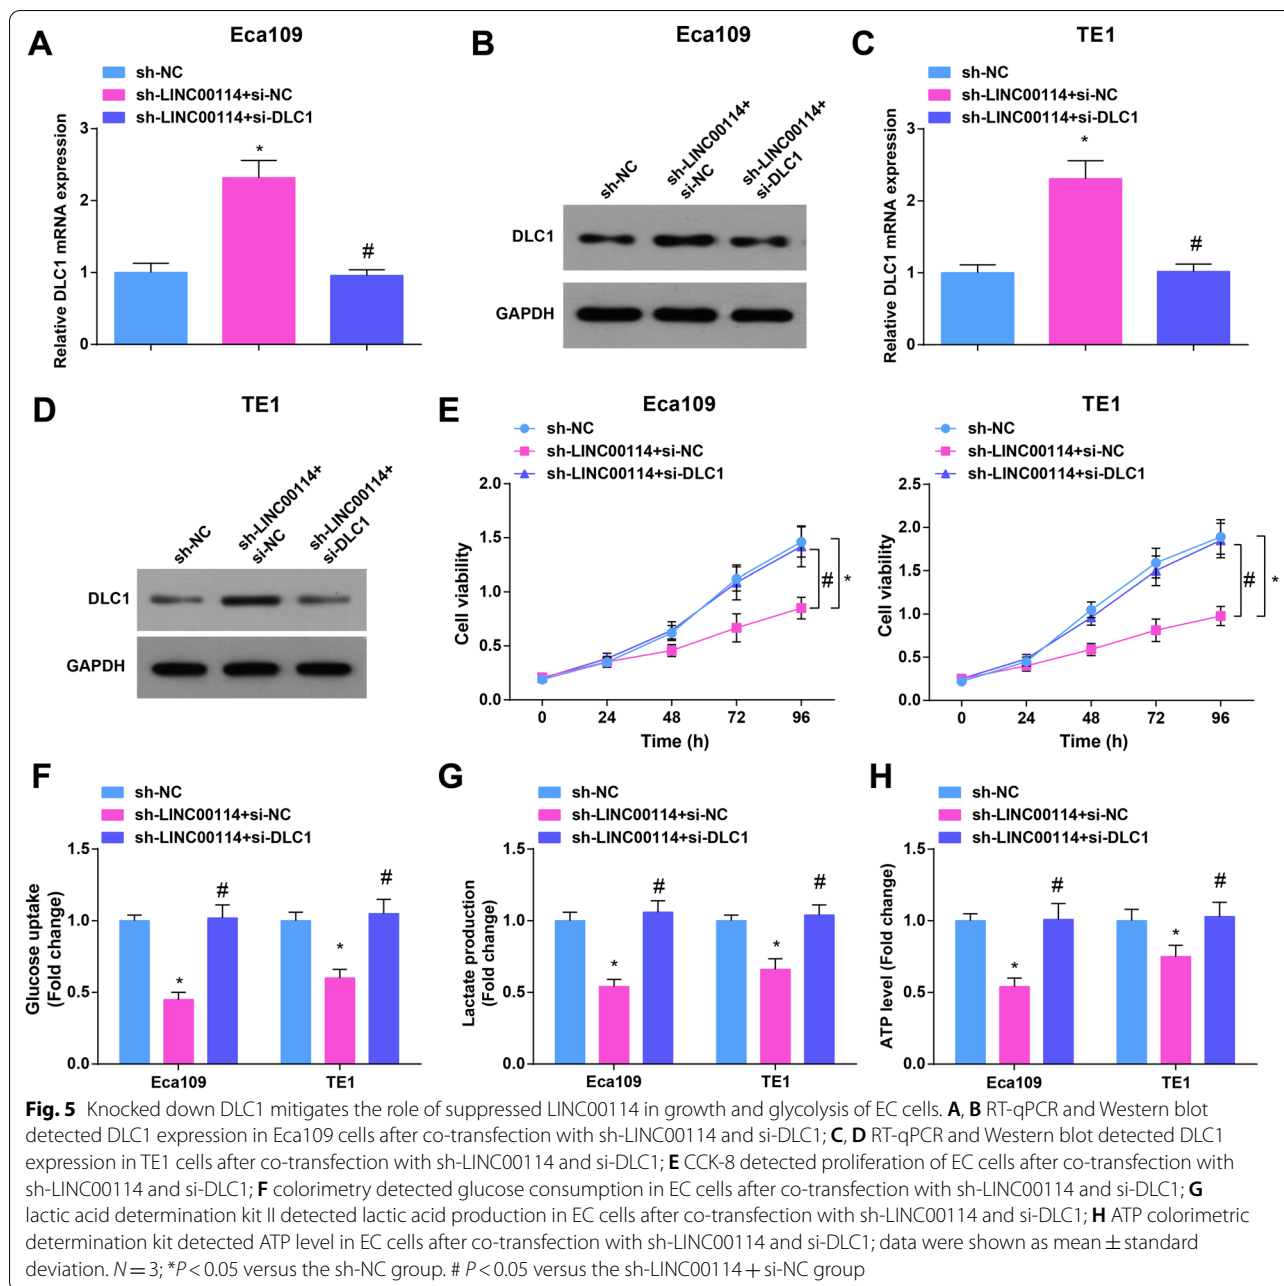 A
Eca109
sh-NC
sh-LINC00114+si-NC
sh-LINC00114+si-DLC1
Relative DLC1 mRNA expression
3
2
1
0
*
#
B
Eca109
sh-NC
sh-LINC00114+
si-NC
sh-LINC00114+
si-DLC1
DLC1
GAPDH
C
TE1
sh-NC
sh-LINC00114+si-NC
sh-LINC00114+si-DLC1
Relative DLC1 mRNA expression
3
2
1
0
*
#
D
TE1
sh-NC
sh-LINC00114+
si-NC
sh-LINC00114+
si-DLC1
DLC1
GAPDH
E
Eca109
sh-NC
sh-LINC00114+si-NC
sh-LINC00114+si-DLC1
Cell viability
2.0
1.5
1.0
0.5
0.0
# *
0 24 48 72 96
Time (h)
TE1
sh-NC
sh-LINC00114+si-NC
sh-LINC00114+si-DLC1
Cell viability
2.5
2.0
1.5
1.0
0.5
0.0
# *
0 24 48 72 96
Time (h)
F
sh-NC
sh-LINC00114+si-NC
sh-LINC00114+si-DLC1
Glucose uptake
(Fold change)
1.5
1.0
0.5
0.0
* # * #
Eca109 TE1
G
sh-NC
sh-LINC00114+si-NC
sh-LINC00114+si-DLC1
Lactate production
(Fold change)
1.5
1.0
0.5
0.0
* # * #
Eca109 TE1
H
sh-NC
sh-LINC00114+si-NC
sh-LINC00114+si-DLC1
ATP level (Fold change)
1.5
1.0
0.5
0.0
* # * #
Eca109 TE1
Fig. 5 Knocked down DLC1 mitigates the role of suppressed LINC00114 in growth and glycolysis of EC cells. A, B RT-qPCR and Western blot
detected DLC1 expression in Eca109 cells after co-transfection with sh-LINC00114 and si-DLC1; C, D RT-qPCR and Western blot detected DLC1
expression in TE1 cells after co-transfection with sh-LINC00114 and si-DLC1; E CCK-8 detected proliferation of EC cells after co-transfection with
sh-LINC00114 and si-DLC1; F colorimetry detected glucose consumption in EC cells after co-transfection with sh-LINC00114 and si-DLC1; G
lactic acid determination kit II detected lactic acid production in EC cells after co-transfection with sh-LINC00114 and si-DLC1; H ATP colorimetric
determination kit detected ATP level in EC cells after co-transfection with sh-LINC00114 and si-DLC1; data were shown as mean ± standard
deviation. N = 3; *P < 0.05 versus the sh-NC group. # P < 0.05 versus the sh-LINC00114 + si-NC group